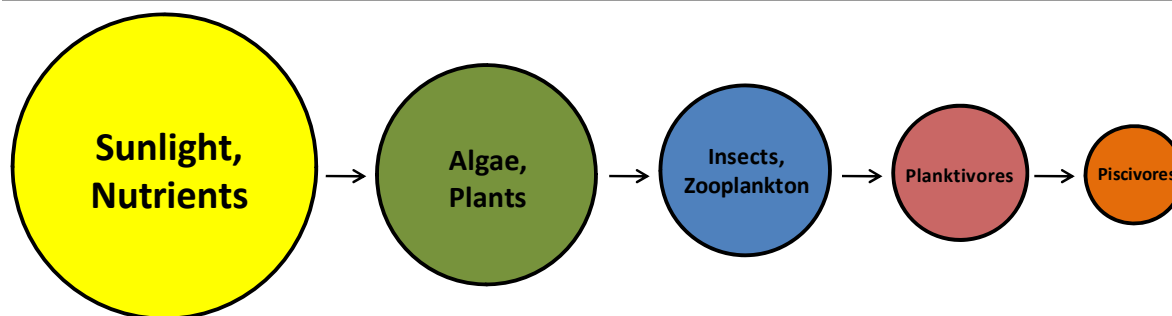 Sunlight,
Nutrients
Algae,
Plants
Insects,
Zooplankton
Planktivores
Piscivores